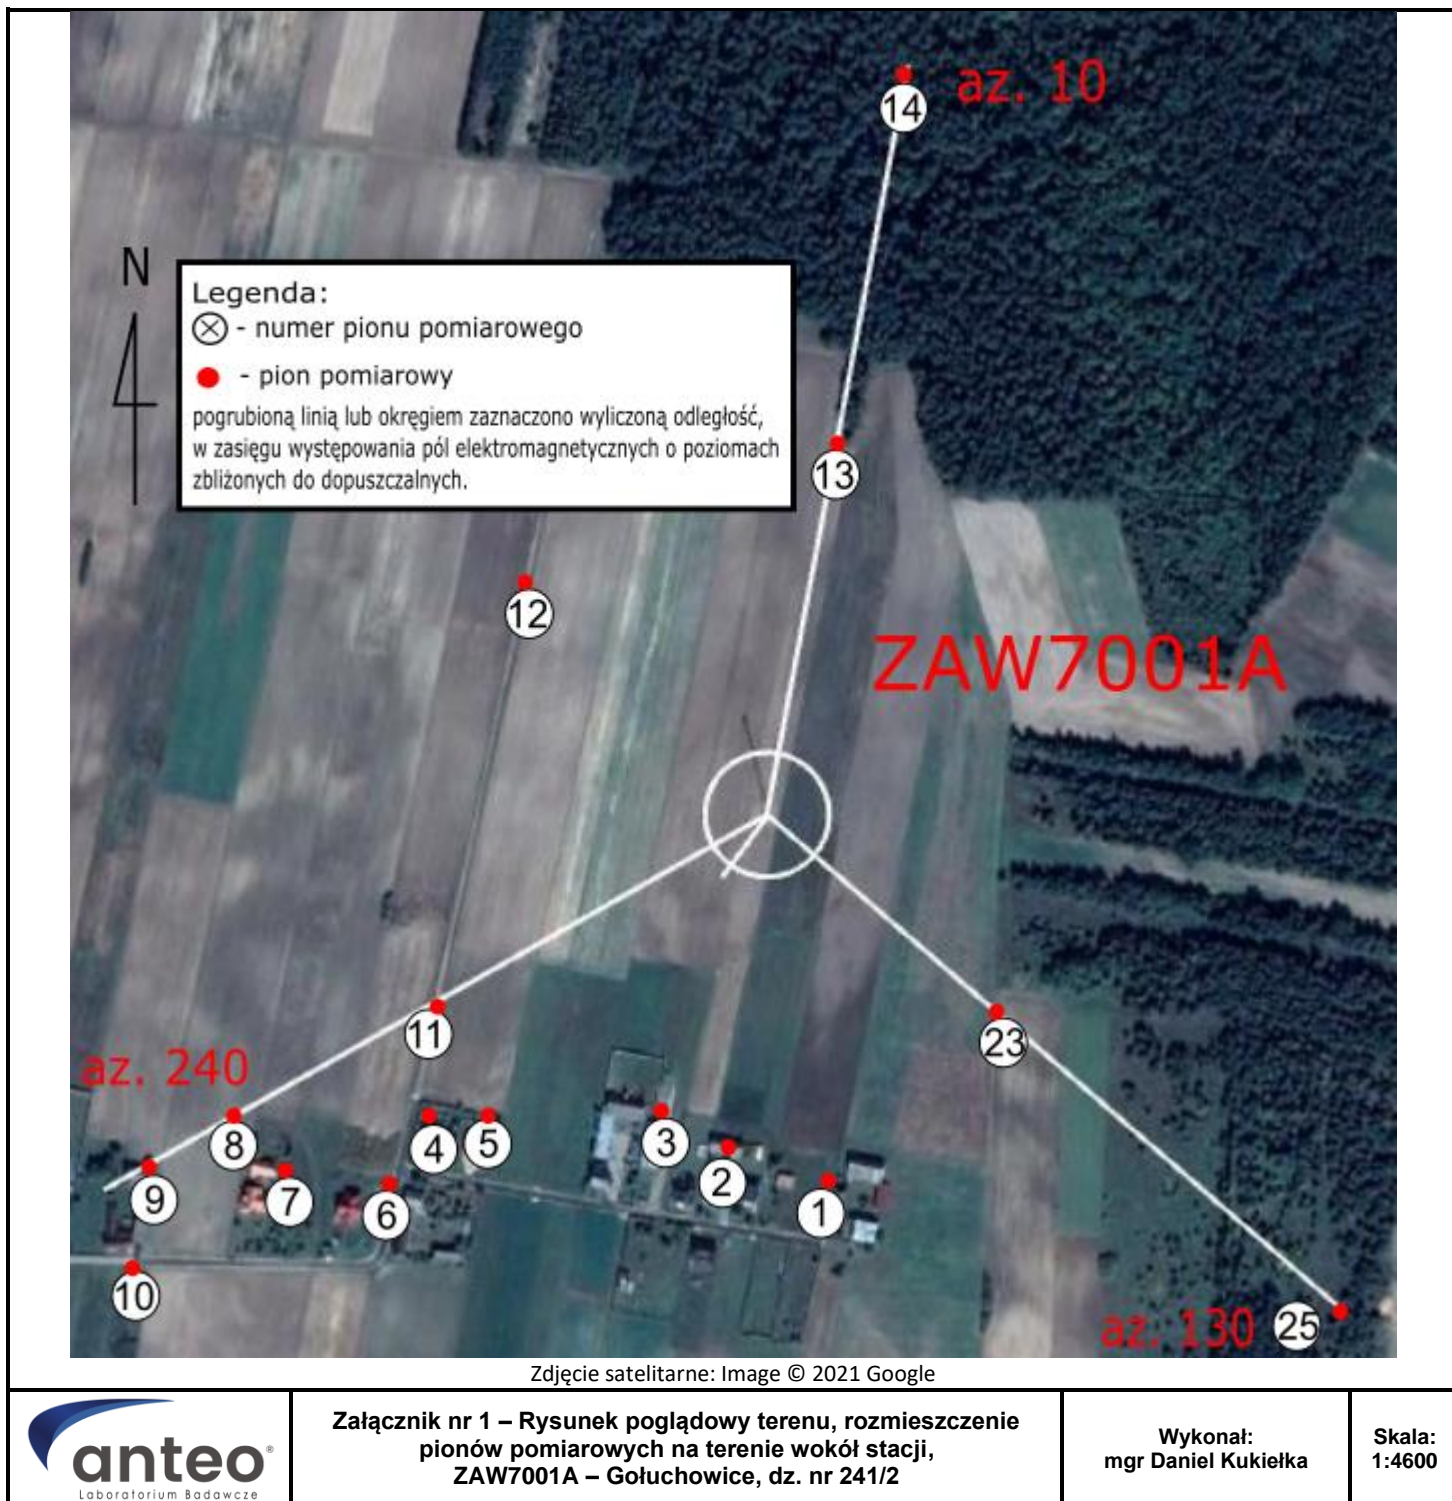 az. 10
14
N
Legenda:
- numer pionu pomiarowego
- pion pomiarowy
pogrubioną linią lub okręgiem zaznaczono wyliczoną odległość,
w zasięgu występowania pól elektromagnetycznych o poziomach
zbliżonych do dopuszczalnych.
13
12
ZAW7001A
11
23
az. 240
8
4
5
3
2
9
7
6
1
10
az. 130
25
Zdjęcie satelitarne: Image © 2021 Google
anteo®
Laboratorium Badawcze
Załącznik nr 1 – Rysunek poglądowy terenu, rozmieszczenie
pionów pomiarowych na terenie wokół stacji,
ZAW7001A – Gołuchowice, dz. nr 241/2
Wykonał:
mgr Daniel Kukiełka
Skala:
1:4600